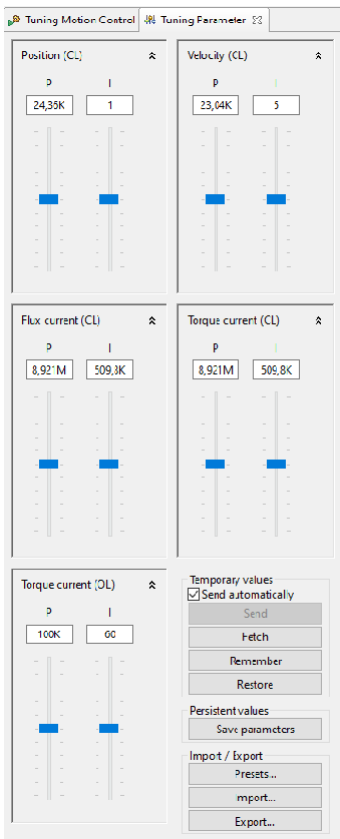 Tuning Motion Control Tuning Parameter
Position (CL)
P I
24,36K 1
Velocity (CL)
P I
23,04K 5
Flux current (CL)
P I
8,921M 509,8K
Torque current (CL)
P I
8,921M 509,8K
Torque current (OL)
P I
100K 60
Temporary values
Send automatically
Send
Fetch
Remember
Restore
Persistent values
Save parameters
Import / Export
Presets...
Import...
Export...